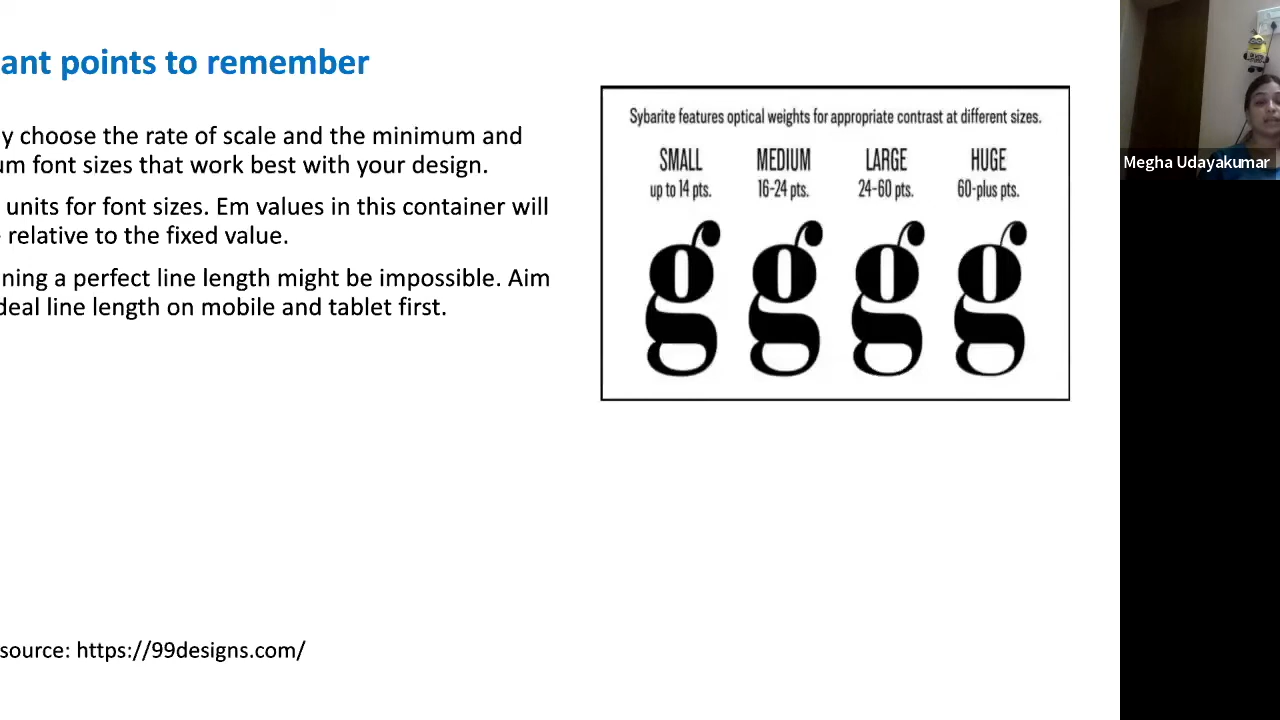 ant points to remember
y choose the rate of scale and the minimum and
um font sizes that work best with your design.
units for font sizes. Em values in this container will
relative to the fixed value.
ning a perfect line length might be impossible. Aim
deal line length on mobile and tablet first.
source: https://99designs.com/
Sybarite features optical weights for appropriate contrast at different sizes.
SMALL MEDIUM LARGE HUGE
up to 14 pts. 16-24 pts. 24-60 pts. 60-plus pts.
g g g g
Megha Udayakumar